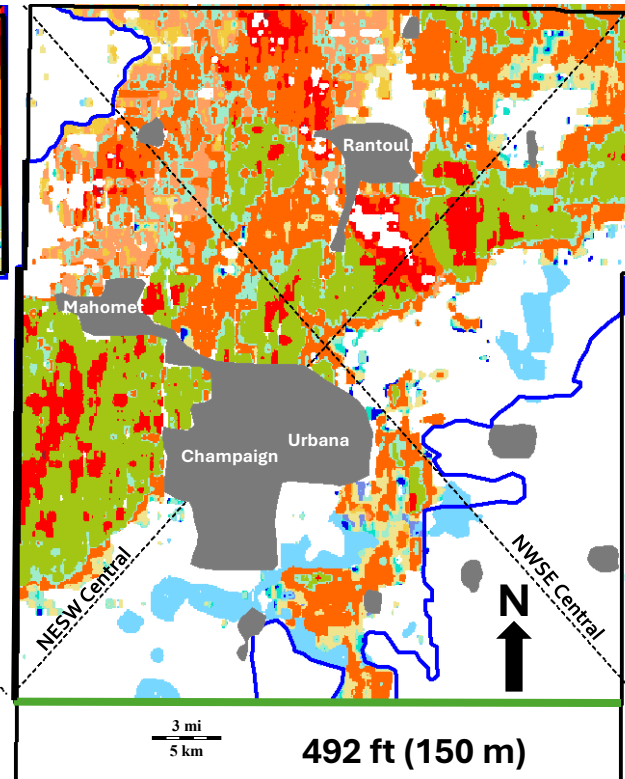 Rantoul
Mahomet
Urbana
Champaign
NESW Central
NWSE Central
N
3 mi
5 km
492 ft (150 m)